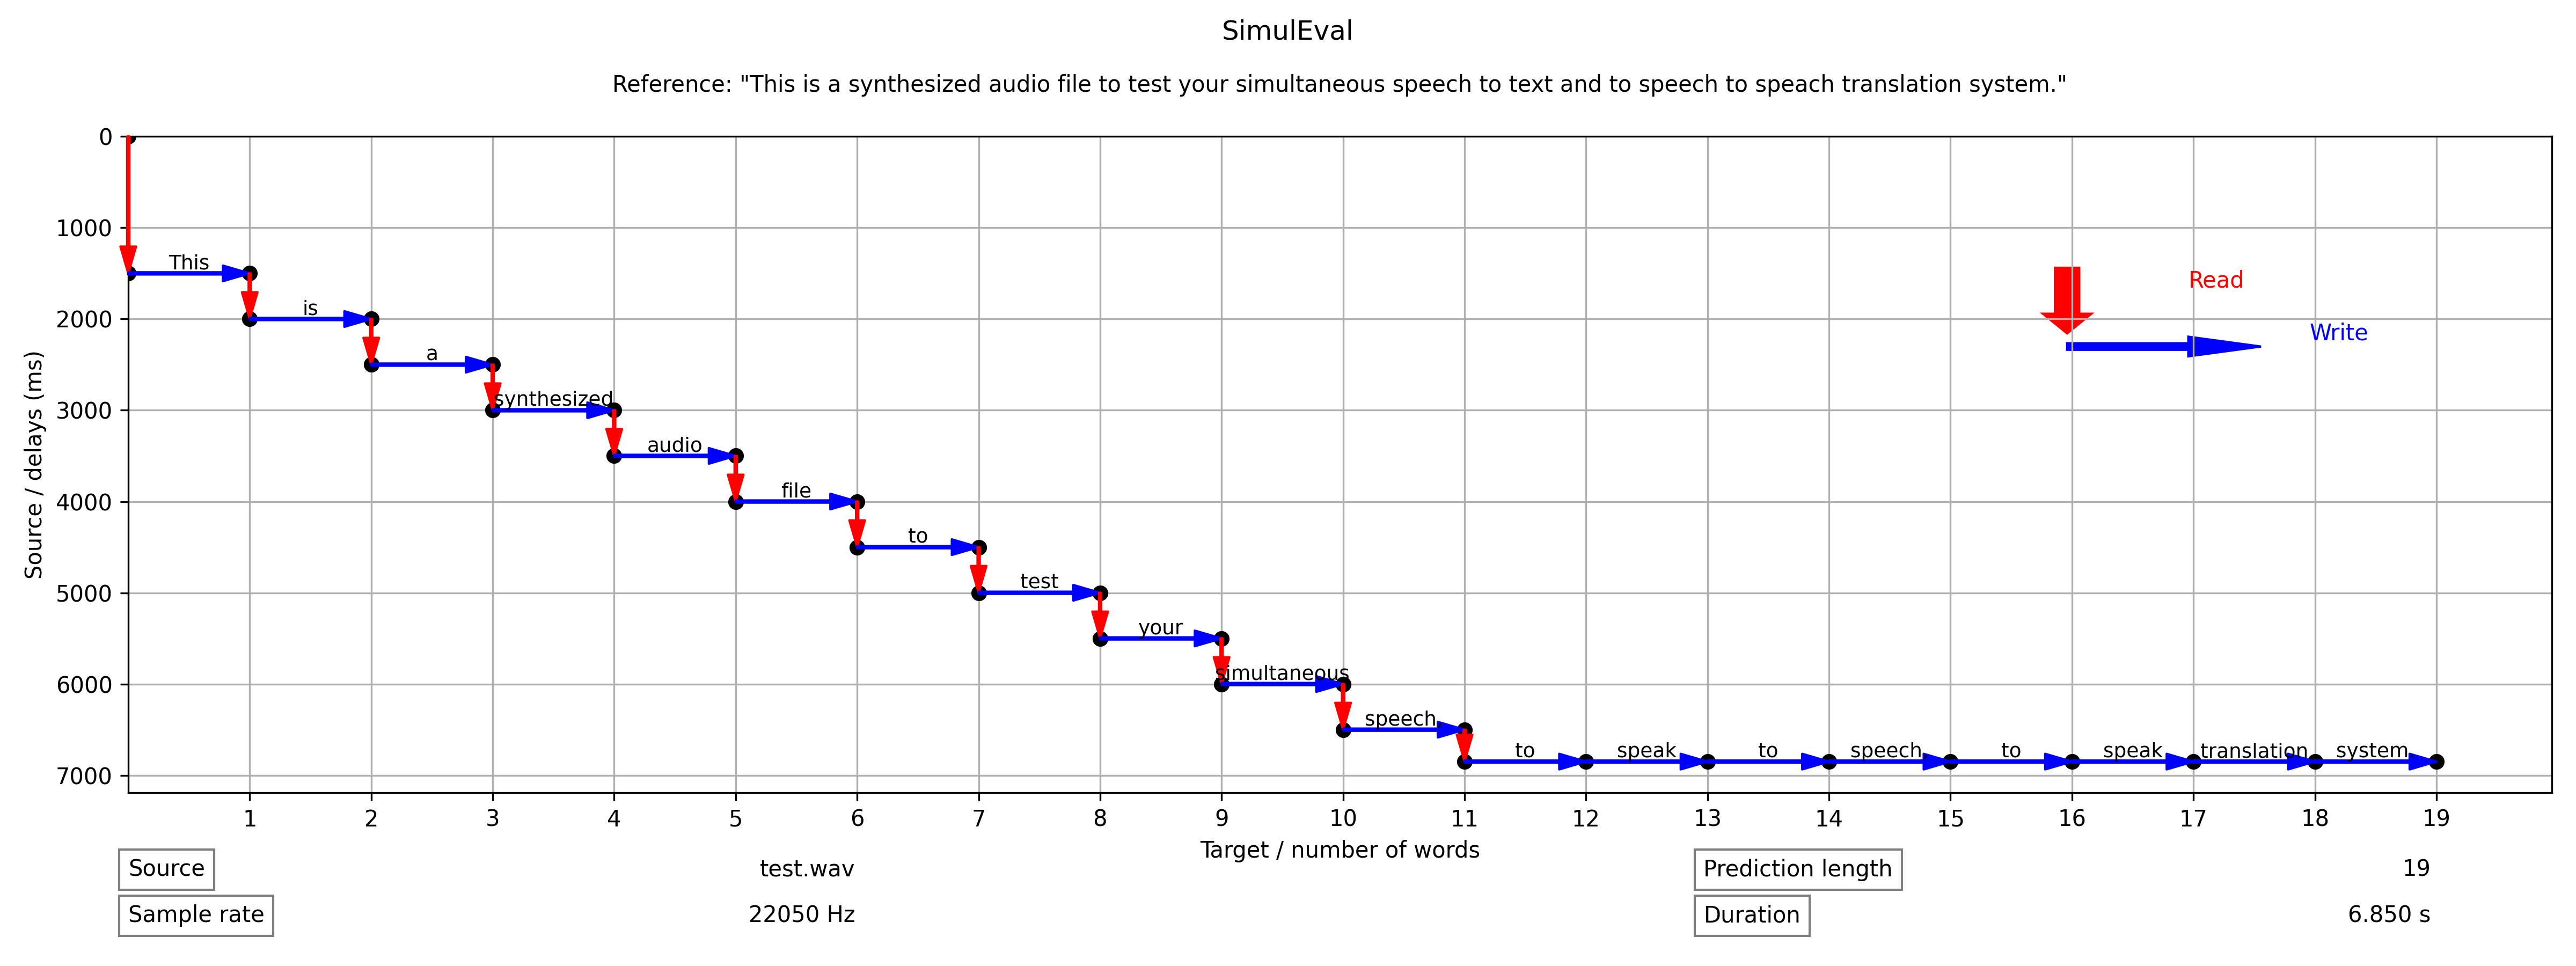 SimulEval
Reference: "This is a synthesized audio file to test your simultaneous speech to text and to speech to speach translation system."
0
1000
2000
3000
4000
5000
6000
7000
Source / delays (ms)
This
is
a
synthesized
audio
file
to
test
your
simultaneous
speech
to speak to speech to speak translation system
Read
Write
1 2 3 4 5 6 7 8 9 10 11 12 13 14 15 16 17 18 19
Target / number of words
Source test.wav Prediction length 19
Sample rate 22050 Hz Duration 6.850 s